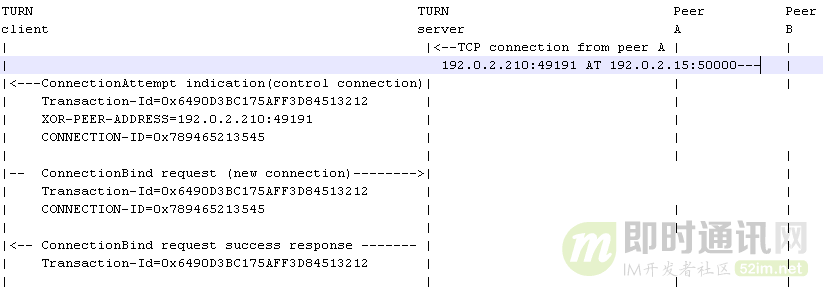 TURN TURN Peer Peer
client server A B
| |<--TCP connection from peer A | |
| 192.0.2.210:49191 AT 192.0.2.15:50000---| |
|<---ConnectionAttempt indication(control connection)| | |
| Transaction-Id=0x6490D3BC175AFF3D84513212 | | |
| XOR-PEER-ADDRESS=192.0.2.210:49191 | | |
| CONNECTION-ID=0x789465213545 | | |
| |
|-- ConnectionBind request (new connection)-------->| | |
| Transaction-Id=0x6490D3BC175AFF3D84513212 | | |
| CONNECTION-ID=0x789465213545 | | |
| | | |
|<-- ConnectionBind request success response ------- | |
| Transaction-Id=0x6490D3BC175AFF3D84513212 | | |
| | | |
m 即时通讯网
IM开发者社区 52im.net